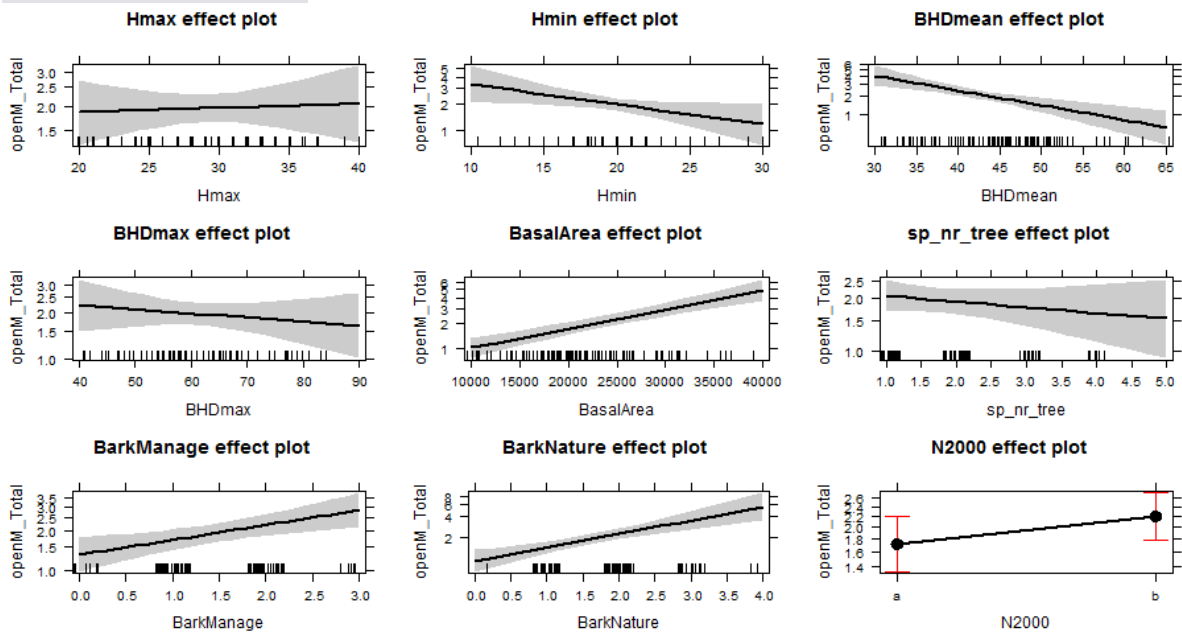 Hmax effect plot
openM_Total
3.0
2.5
2.0
1.5
20 25 30 35 40
Hmax
Hmin effect plot
openM_Total
5
4
3
2
1
10 15 20 25 30
Hmin
BHDmean effect plot
openM_Total
6
5
4
3
2
1
30 35 40 45 50 55 60 65
BHDmean
BHDmax effect plot
openM_Total
3.0
2.5
2.0
1.5
1.0
40 50 60 70 80 90
BHDmax
BasalArea effect plot
openM_Total
6
5
4
3
2
1
10000 15000 20000 25000 30000 35000 40000
BasalArea
sp_nr_tree effect plot
openM_Total
2.5
2.0
1.5
1.0
1.0 1.5 2.0 2.5 3.0 3.5 4.0 4.5 5.0
sp_nr_tree
BarkManage effect plot
openM_Total
3.5
3.0
2.5
2.0
1.5
1.0
0.0 0.5 1.0 1.5 2.0 2.5 3.0
BarkManage
BarkNature effect plot
openM_Total
8
6
4
2
0.0 0.5 1.0 1.5 2.0 2.5 3.0 3.5 4.0
BarkNature
N2000 effect plot
openM_Total
2.6
2.4
2.2
2.0
1.8
1.6
1.4
a b
N2000